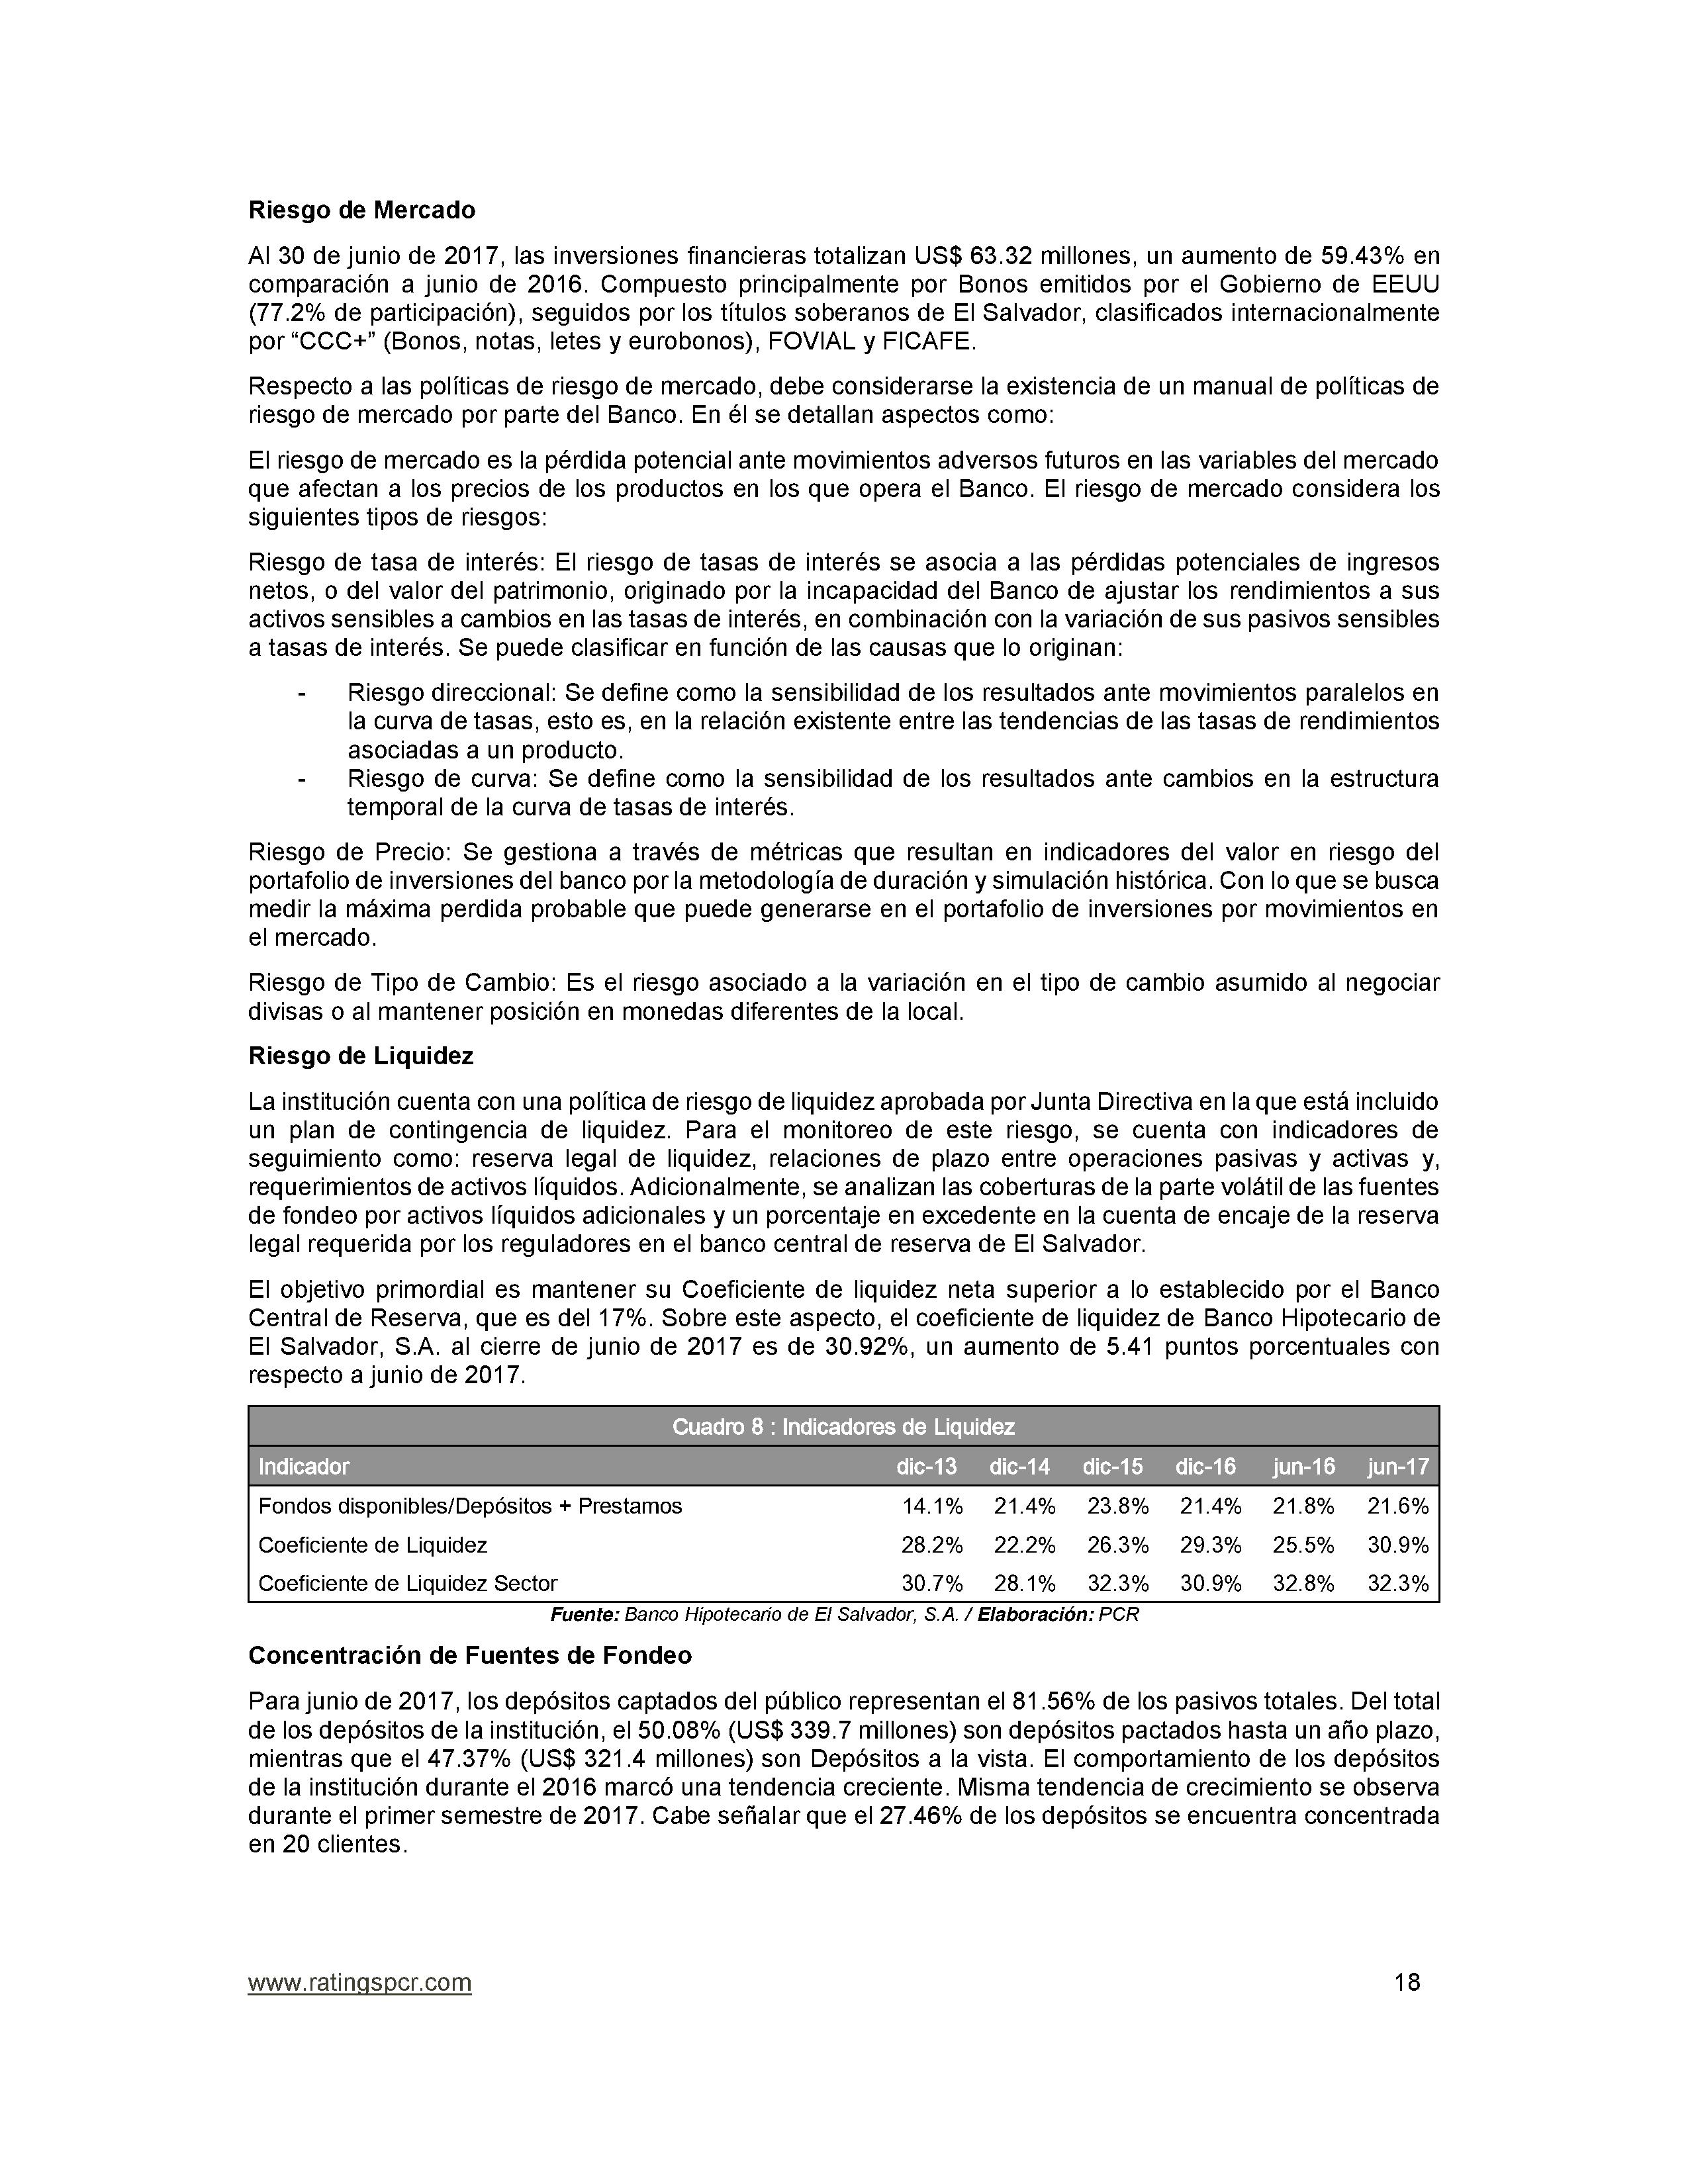 Riesgo de Mercado
Al 30 de junio de 2017, las inversiones financieras totalizan US$ 63.32 millones, un aumento de 59.43% en
comparación a junio de 2016. Compuesto principalmente por Bonos emitidos por el Gobierno de EEUU
(77.2% de participación), seguidos por los títulos soberanos de El Salvador, clasificados internacionalmente
por “CCC+” (Bonos, notas, letes y eurobonos), FOVIAL y FICAFE.
Respecto a las políticas de riesgo de mercado, debe considerarse la existencia de un manual de políticas de
riesgo de mercado por parte del Banco. En él se detallan aspectos como:
El riesgo de mercado es la pérdida potencial ante movimientos adversos futuros en las variables del mercado
que afectan a los precios de los productos en los que opera el Banco. El riesgo de mercado considera los
siguientes tipos de riesgos:
Riesgo de tasa de interés: El riesgo de tasas de interés se asocia a las pérdidas potenciales de ingresos
netos, o del valor del patrimonio, originado por la incapacidad del Banco de ajustar los rendimientos a sus
activos sensibles a cambios en las tasas de interés, en combinación con la variación de sus pasivos sensibles
a tasas de interés. Se puede clasificar en función de las causas que lo originan:
- Riesgo direccional: Se define como la sensibilidad de los resultados ante movimientos paralelos en
la curva de tasas, esto es, en la relación existente entre las tendencias de las tasas de rendimientos
asociadas a un producto.
- Riesgo de curva: Se define como la sensibilidad de los resultados ante cambios en la estructura
temporal de la curva de tasas de interés.
Riesgo de Precio: Se gestiona a través de métricas que resultan en indicadores del valor en riesgo del
portafolio de inversiones del banco por la metodología de duración y simulación histórica. Con lo que se busca
medir la máxima perdida probable que puede generarse en el portafolio de inversiones por movimientos en
el mercado.
Riesgo de Tipo de Cambio: Es el riesgo asociado a la variación en el tipo de cambio asumido al negociar
divisas o al mantener posición en monedas diferentes de la local.
Riesgo de Liquidez
La institución cuenta con una política de riesgo de liquidez aprobada por Junta Directiva en la que está incluido
un plan de contingencia de liquidez. Para el monitoreo de este riesgo, se cuenta con indicadores de
seguimiento como: reserva legal de liquidez, relaciones de plazo entre operaciones pasivas y activas y,
requerimientos de activos líquidos. Adicionalmente, se analizan las coberturas de la parte volátil de las fuentes
de fondeo por activos líquidos adicionales y un porcentaje en excedente en la cuenta de encaje de la reserva
legal requerida por los reguladores en el banco central de reserva de El Salvador.
El objetivo primordial es mantener su Coeficiente de liquidez neta superior a lo establecido por el Banco
Central de Reserva, que es del 17%. Sobre este aspecto, el coeficiente de liquidez de Banco Hipotecario de
El Salvador, S.A. al cierre de junio de 2017 es de 30.92%, un aumento de 5.41 puntos porcentuales con
respecto a junio de 2017.
Cuadro 8 : Indicadores de Liquidez
Indicador dic-13 dic-14 dic-15 dic-16 jun-16 jun-17
Fondos disponibles/Depósitos + Prestamos 14.1% 21.4% 23.8% 21.4% 21.8% 21.6%
Coeficiente de Liquidez 28.2% 22.2% 26.3% 29.3% 25.5% 30.9%
Coeficiente de Liquidez Sector 30.7% 28.1% 32.3% 30.9% 32.8% 32.3%
Fuente: Banco Hipotecario de El Salvador, S.A. / Elaboración: PCR
Concentración de Fuentes de Fondeo
Para junio de 2017, los depósitos captados del público representan el 81.56% de los pasivos totales. Del total
de los depósitos de la institución, el 50.08% (US$ 339.7 millones) son depósitos pactados hasta un año plazo,
mientras que el 47.37% (US$ 321.4 millones) son Depósitos a la vista. El comportamiento de los depósitos
de la institución durante el 2016 marcó una tendencia creciente. Misma tendencia de crecimiento se observa
durante el primer semestre de 2017. Cabe señalar que el 27.46% de los depósitos se encuentra concentrada
en 20 clientes.
www.ratingspcr.com 18